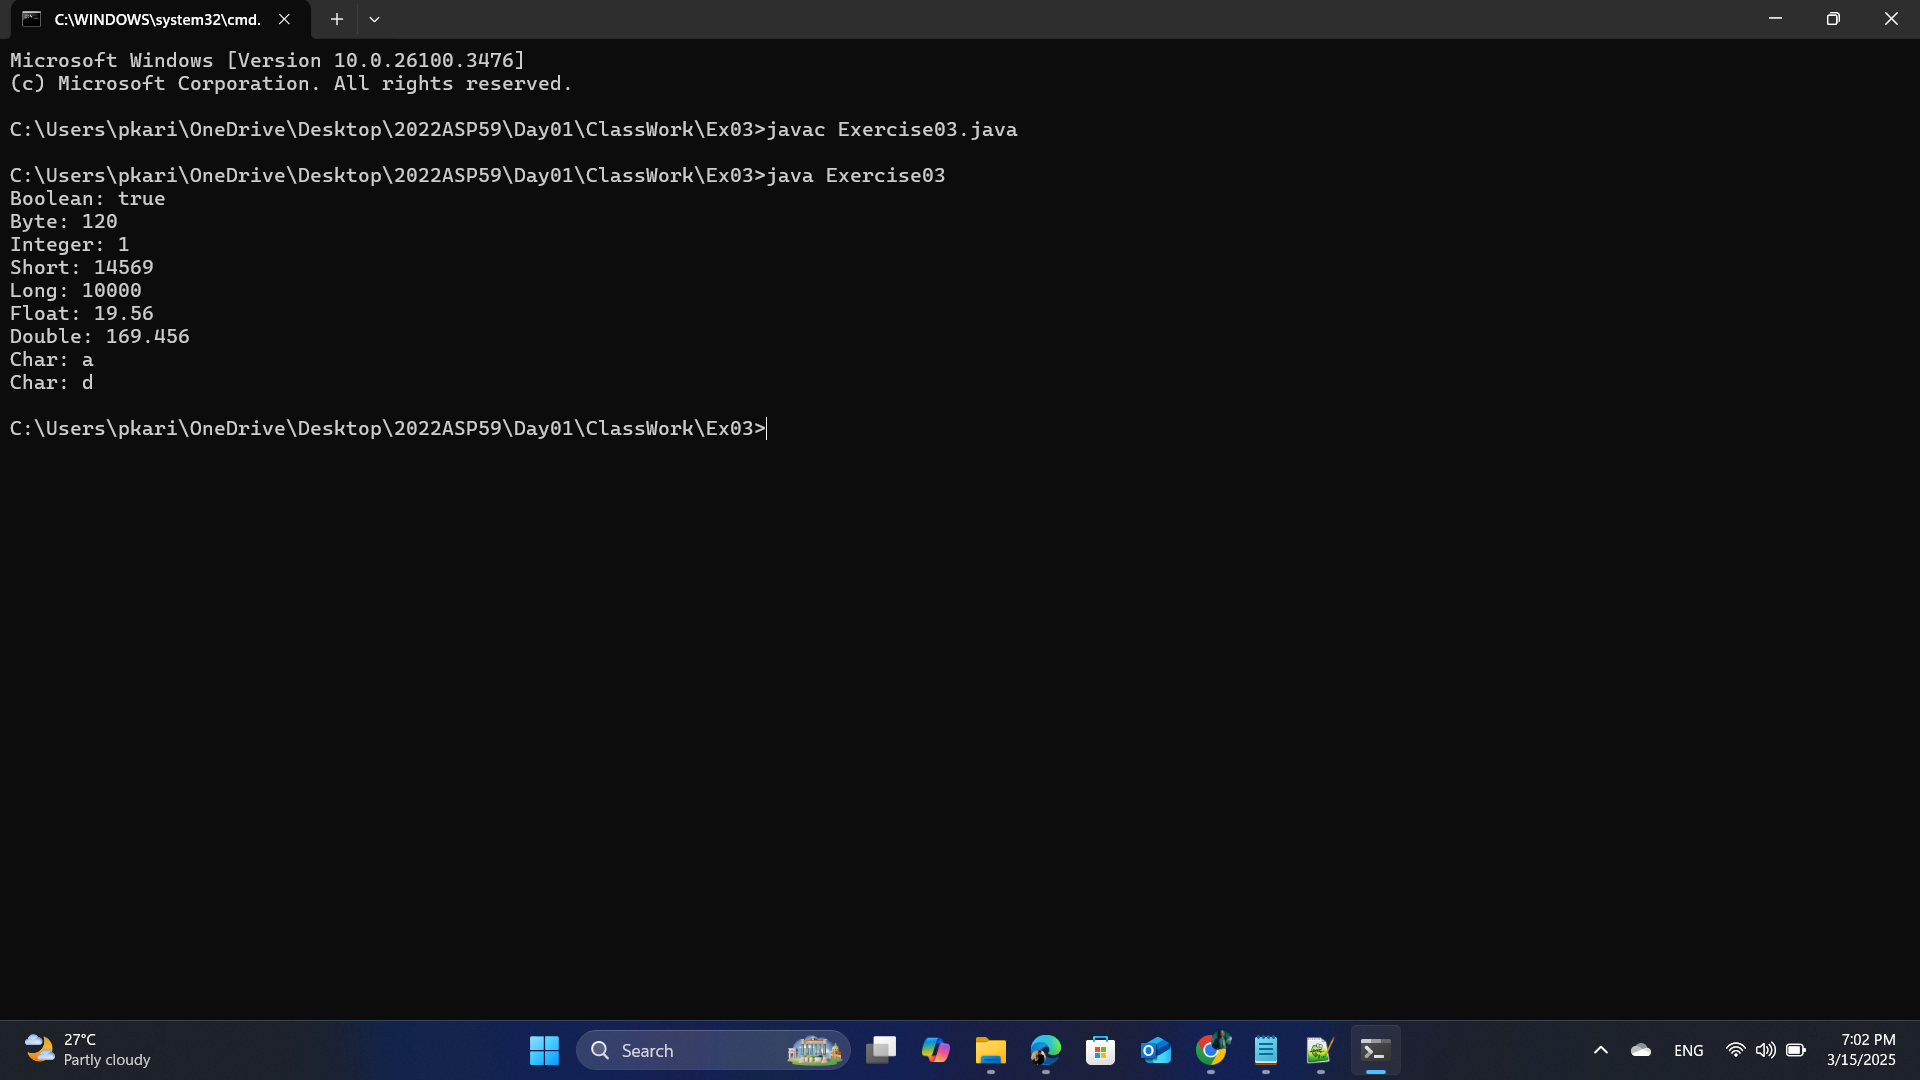 C:\WINDOWS\system32\cmd.
Microsoft Windows [Version 10.0.26100.3476]
(c) Microsoft Corporation. All rights reserved.
C:\Users\pkari\OneDrive\Desktop\2022ASP59\Day01\ClassWork\Ex03>javac Exercise03.java
C:\Users\pkari\OneDrive\Desktop\2022ASP59\Day01\ClassWork\Ex03>java Exercise03
Boolean: true
Byte: 120
Integer: 1
Short: 14569
Long: 10000
Float: 19.56
Double: 169.456
Char: a
Char: d
C:\Users\pkari\OneDrive\Desktop\2022ASP59\Day01\ClassWork\Ex03>
27°C
Partly cloudy
Search
ENG
7:02 PM
3/15/2025